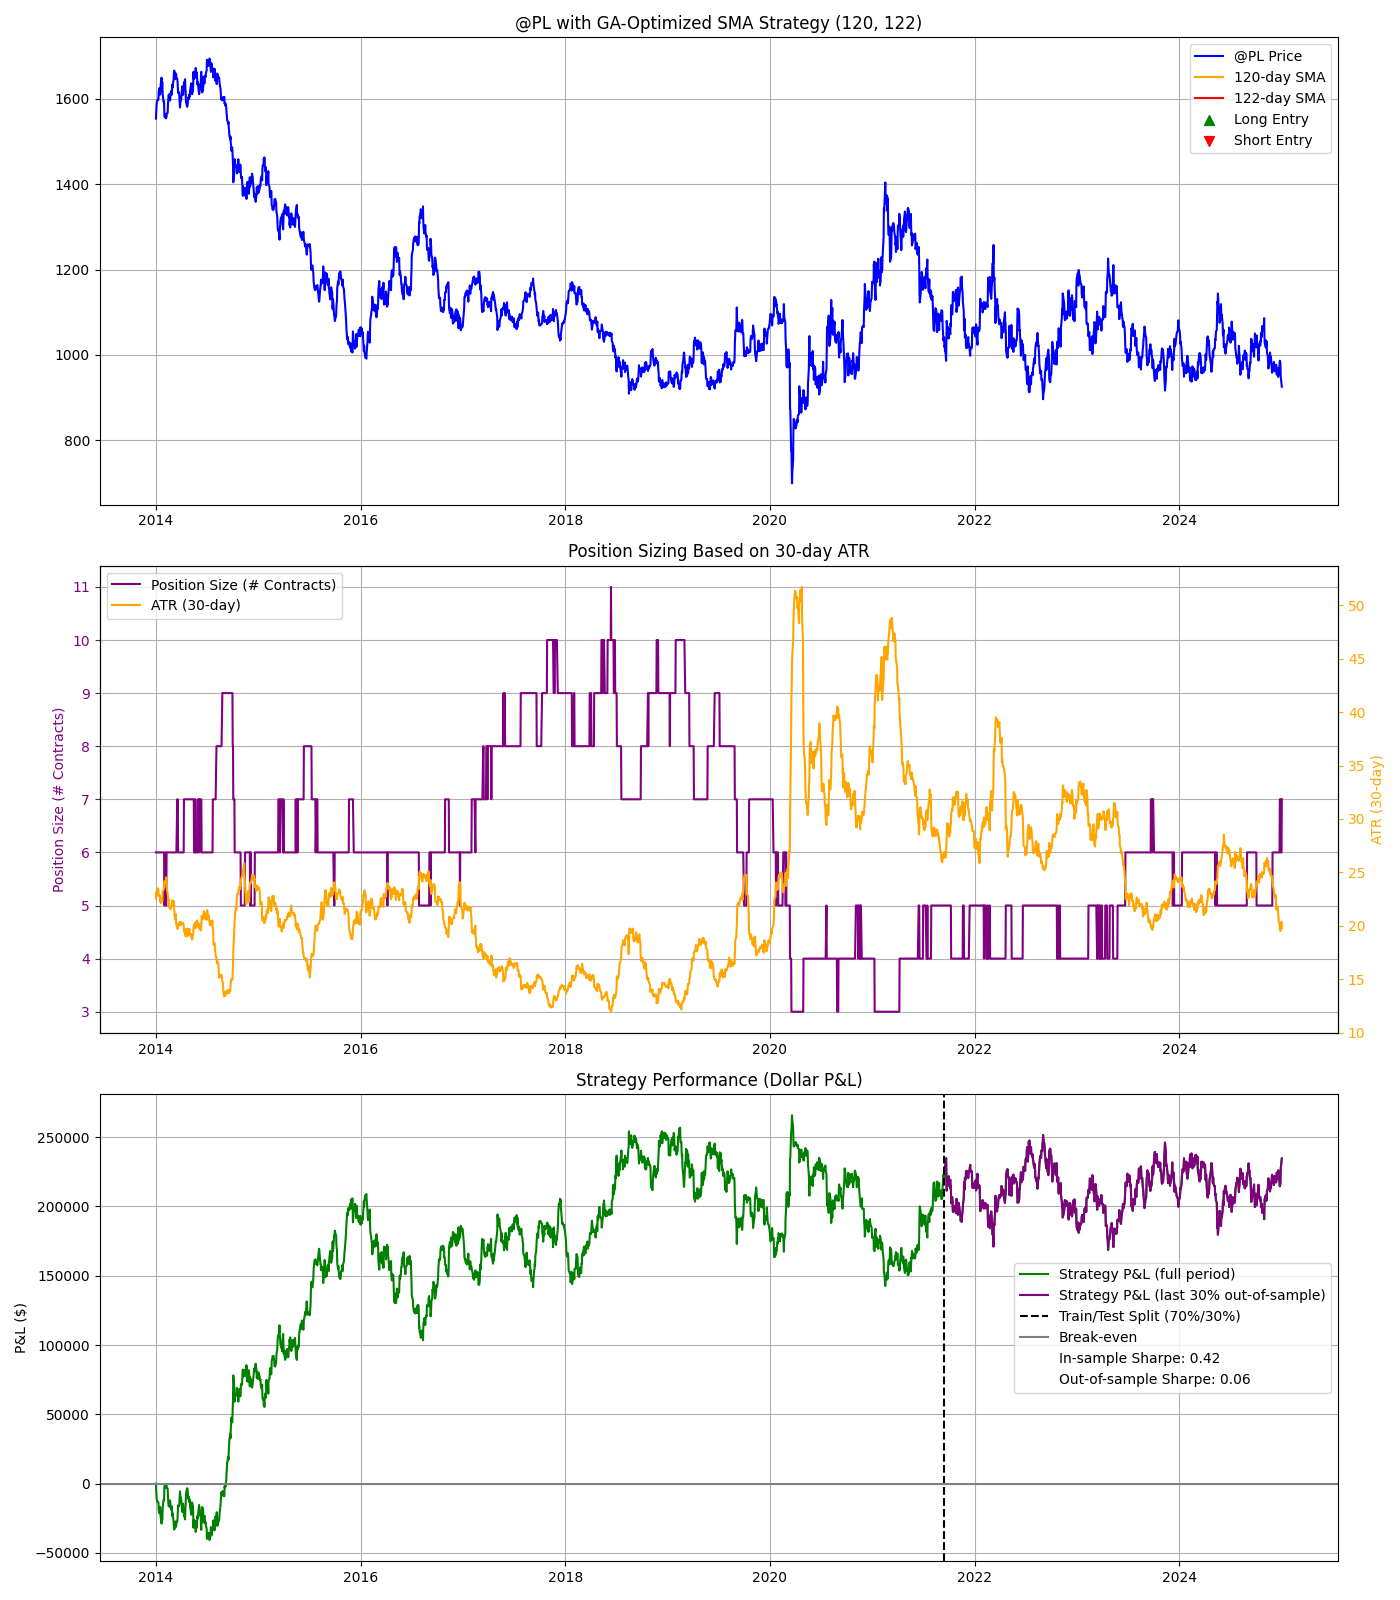 @PL with GA-Optimized SMA Strategy (120, 122)
@PL Price
120-day SMA
122-day SMA
Long Entry
Short Entry
1600
1400
1200
1000
800
2014 2016 2018 2020 2022 2024
Position Sizing Based on 30-day ATR
Position Size (# Contracts)
ATR (30-day)
Position Size (# Contracts)
11
10
9
8
7
6
5
4
3
50
45
40
35
30
25
20
15
10
ATR (30-day)
2014 2016 2018 2020 2022 2024
Strategy Performance (Dollar P&L)
P&L ($)
250000
200000
150000
100000
50000
0
−50000
Strategy P&L (full period)
Strategy P&L (last 30% out-of-sample)
Train/Test Split (70%/30%)
Break-even
In-sample Sharpe: 0.42
Out-of-sample Sharpe: 0.06
2014 2016 2018 2020 2022 2024